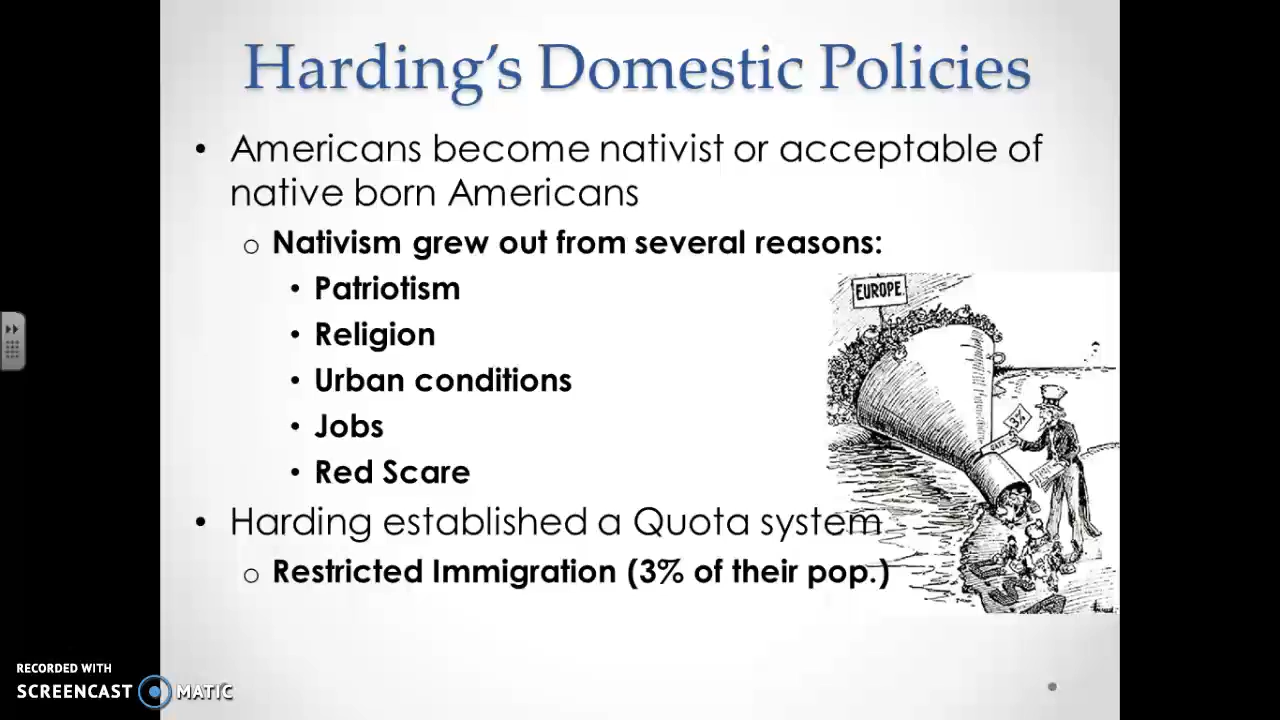 Harding's Domestic Policies
• Americans become nativist or acceptable of
native born Americans
o Nativism grew out from several reasons:
• Patriotism
• Religion
• Urban conditions
• Jobs
• Red Scare
• Harding established a Quota system
o Restricted Immigration (3% of their pop.)
EUROPE.
3%
GATE
RECORDED WITH
SCREENCAST MATIC